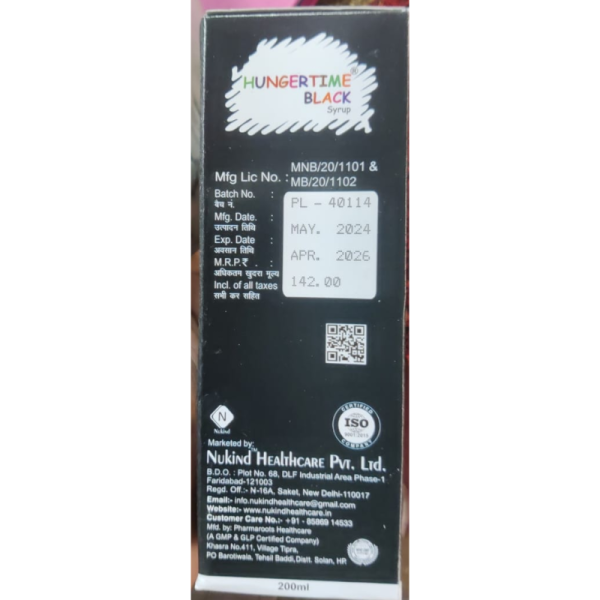 HUNGERTIME®
BLACK
Syrup
Mfg Lic No. : MNB/20/1101 &
MB/20/1102
Batch No. : PL - 40114
बैच नं.
Mfg. Date. : MAY. 2024
उत्पादन तिथि
Exp. Date : APR. 2026
अवसान तिथि
M.R.P.₹ . : 142.00
अधिकतम खुदरा मूल्य
Incl. of all taxes
सभी कर सहित
N
Nukind
CERTIFIED
ISO
9001:2015
COMPANY
Marketed by:
Nukind Healthcare Pvt. Ltd.
B.D.O. : Plot No. 68, DLF Industrial Area Phase-1
Faridabad-121003
Regd. Off :- N-16A, Saket, New Delhi-110017
Email:- info.nukindhealthcare@gmail.com
Website:- www.nukindhealthcare.in
Customer Care No.:- +91 - 85869 14533
Mfd. by: Pharmaroots Healthcare
(A GMP & GLP Certified Company)
Khasra No.411, Village Tipra,
PO Barotiwala, Tehsil Baddi, Distt. Solan, HP.
200ml